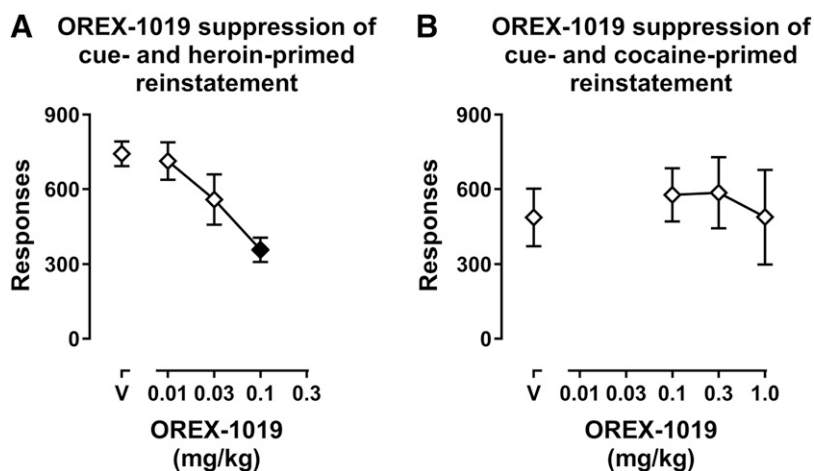 A
OREX-1019 suppression of
cue- and heroin-primed
reinstatement
900
600
300
0
Responses
V 0.01 0.03 0.1 0.3
OREX-1019
(mg/kg)
B
OREX-1019 suppression of
cue- and cocaine-primed
reinstatement
900
600
300
0
Responses
V 0.01 0.03 0.1 0.3 1.0
OREX-1019
(mg/kg)